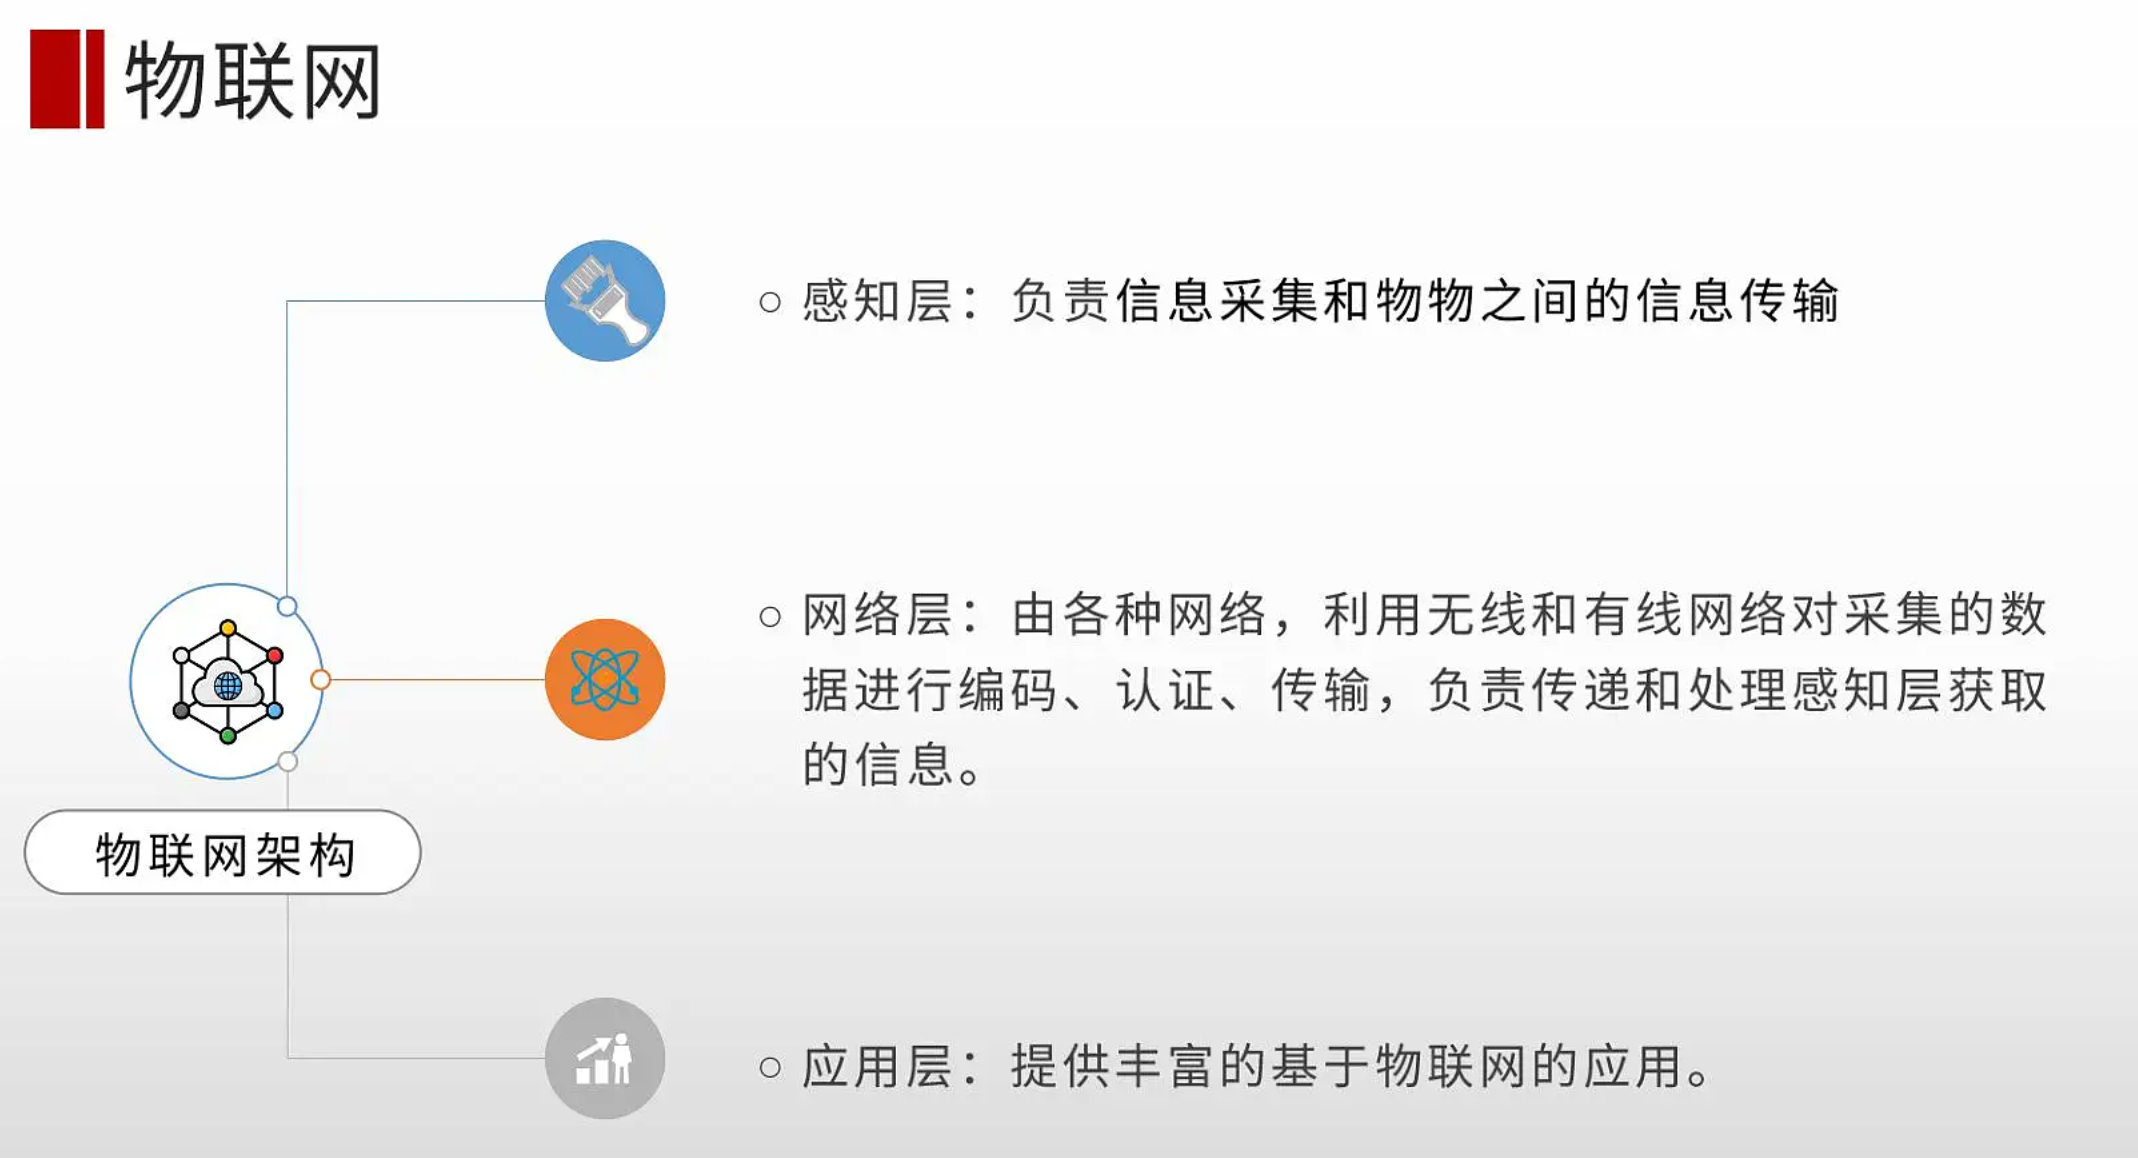 物联网
感知层：负责信息采集和物物之间的信息传输
网络层：由各种网络，利用无线和有线网络对采集的数
据进行编码、认证、传输，负责传递和处理感知层获取
的信息。
物联网架构
应用层：提供丰富的基于物联网的应用。